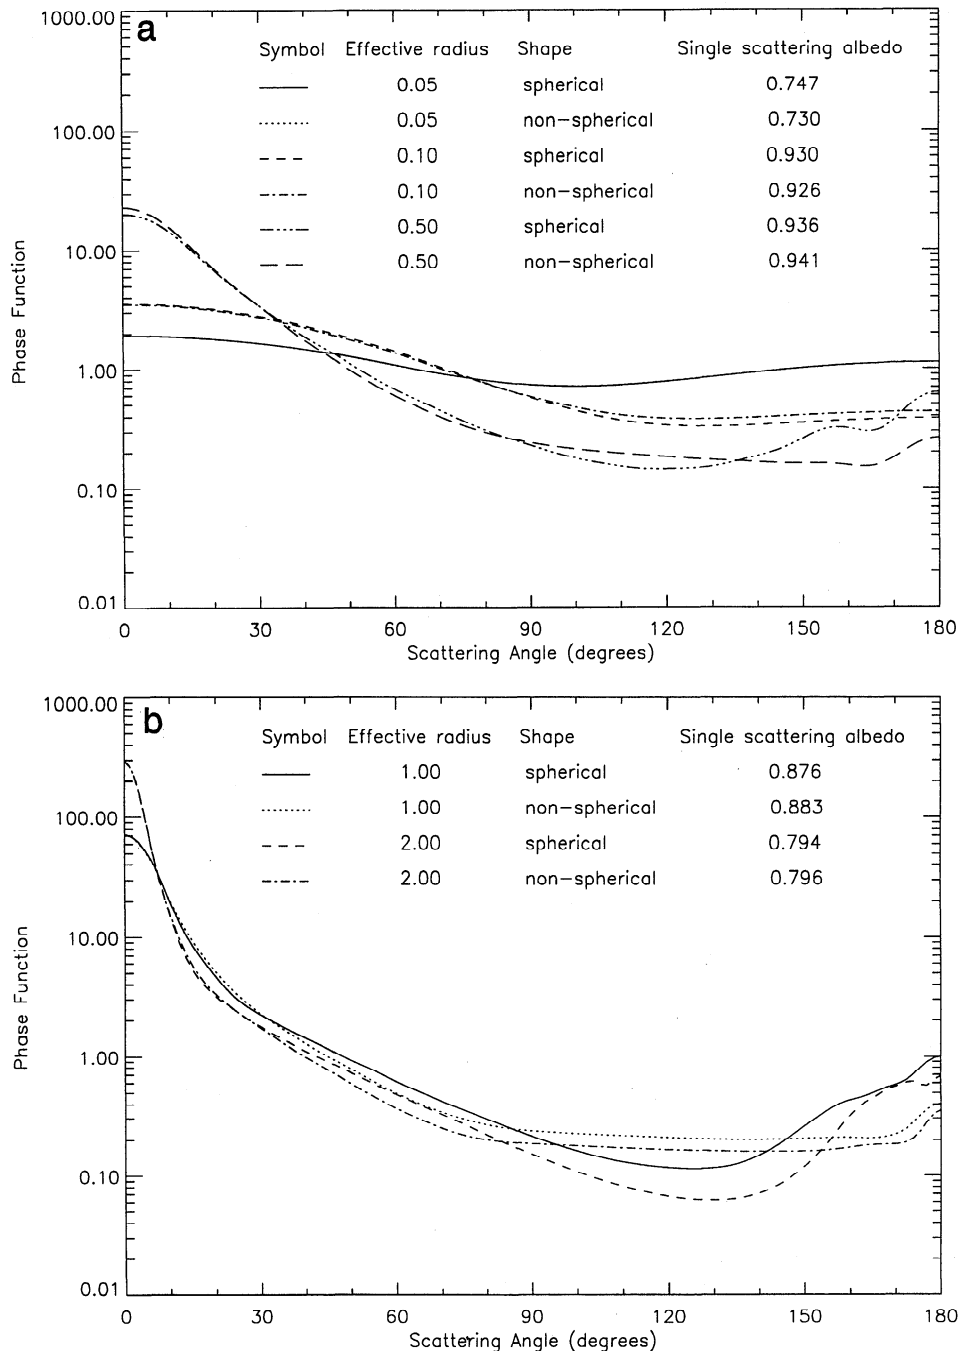 1000.00
a
Symbol Effective radius Shape Single scattering albedo
0.05 spherical 0.747
0.05 non-spherical 0.730
100.00
0.10 spherical 0.930
0.10 non-spherical 0.926
0.50 spherical 0.936
10.00
0.50 non-spherical 0.941
Phase Function
1.00
0.10
0.01
0 30 60 90 120 150 180
Scattering Angle (degrees)
1000.00
b
Symbol Effective radius Shape Single scattering albedo
1.00 spherical 0.876
1.00 non-spherical 0.883
100.00
2.00 spherical 0.794
2.00 non-spherical 0.796
10.00
Phase Function
1.00
0.10
0.01
0 30 60 90 120 150 180
Scattering Angle (degrees)